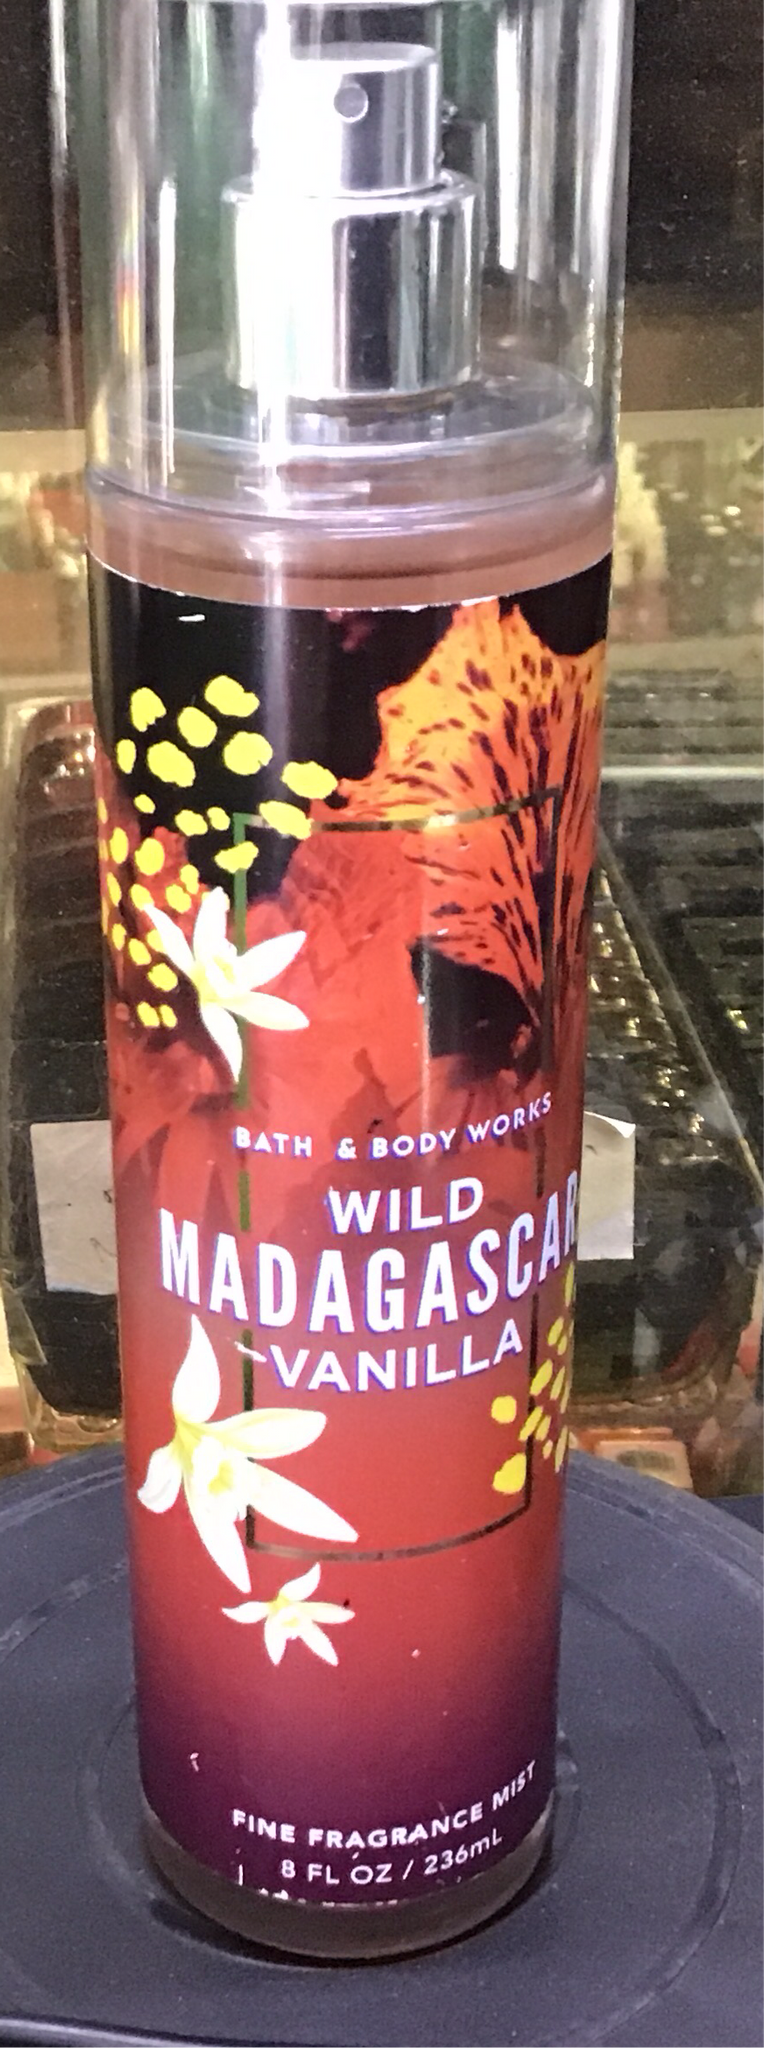 BATH & BODY WORKS
WILD
MADAGASCAR
VANILLA
FINE FRAGRANCE MIST
8 FL OZ / 236mL